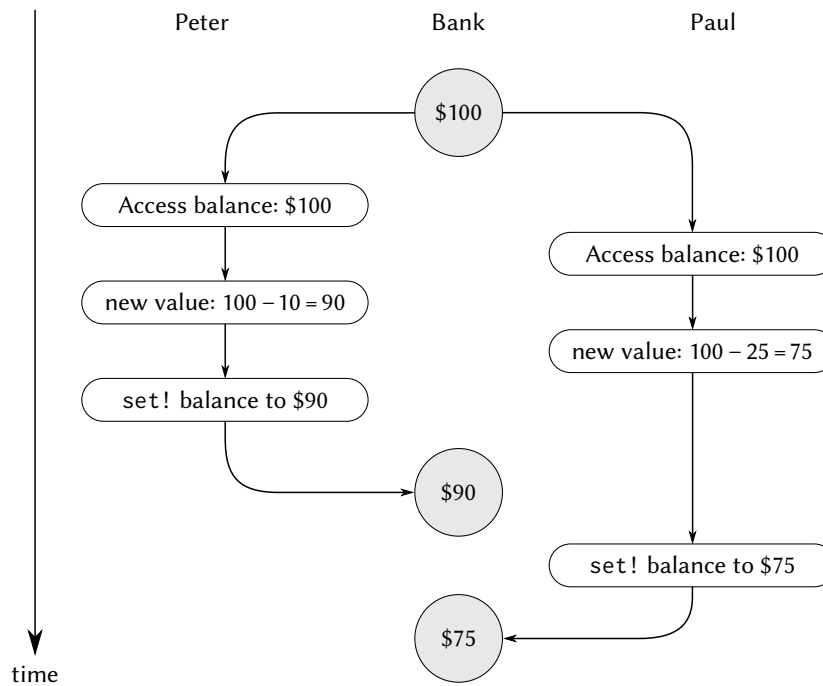 Peter Bank Paul
$100
Access balance: $100
Access balance: $100
new value: 100 – 10 = 90
new value: 100 – 25 = 75
set! balance to $90
$90
set! balance to $75
$75
time